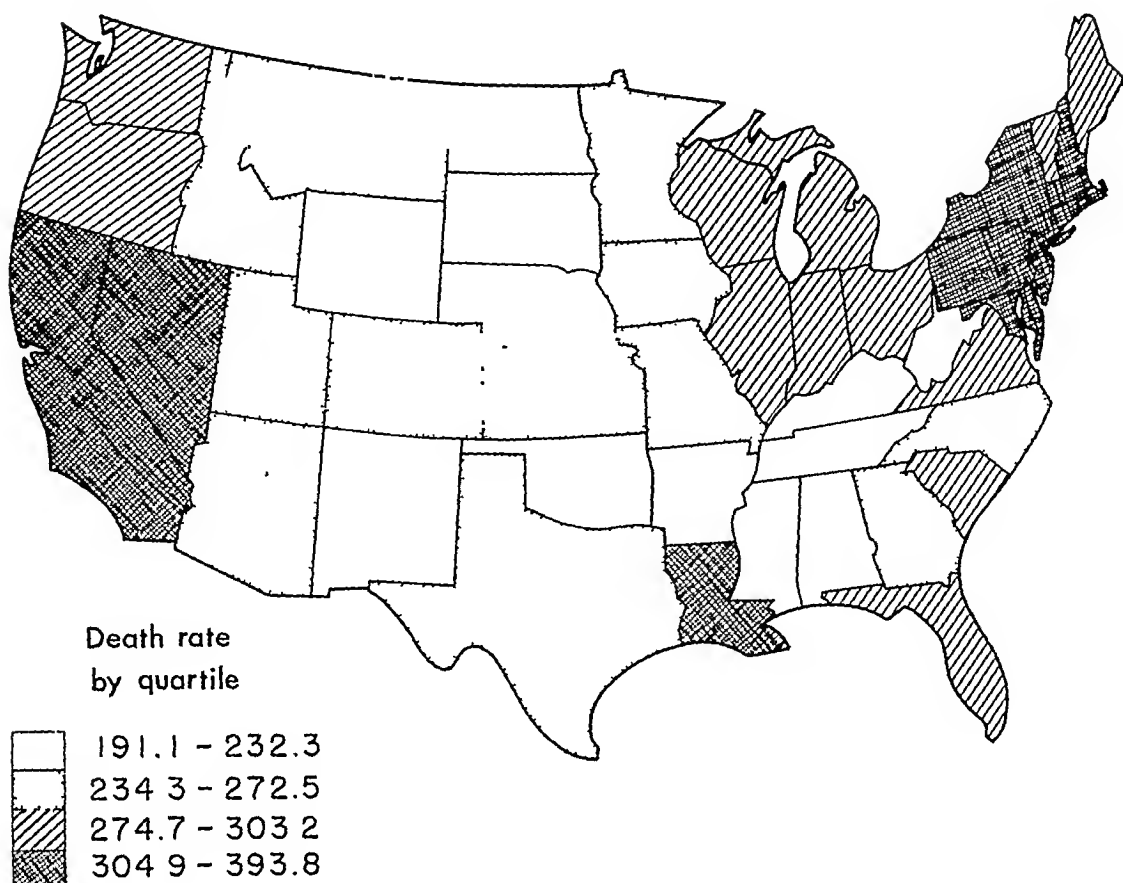 Death rate
by quartile
191.1 - 232.3
234 3 - 272.5
274.7 - 303 2
304 9 - 393.8